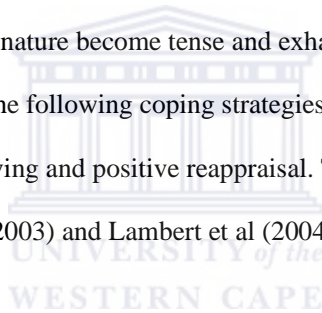 nature become tense and exha
he following coping strategies
ving and positive reappraisal.
2003) and Lambert et al (2004
UNIVERSITY of the
WESTERN CAPE